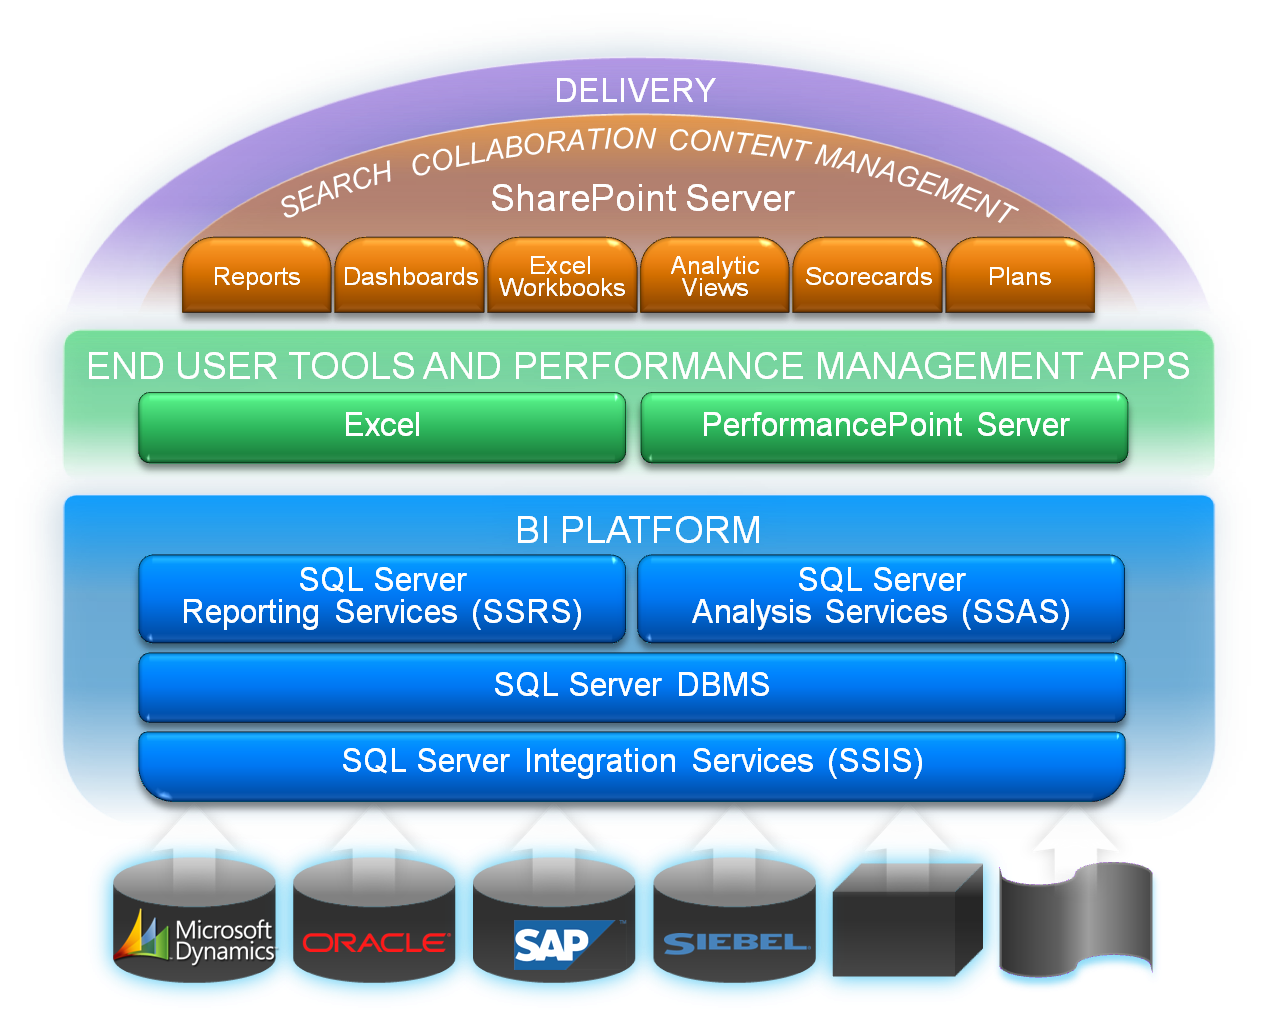 DELIVERY
SEARCH COLLABORATION CONTENT MANAGEMENT
SharePoint Server
Reports
Dashboards
Excel
Workbooks
Analytic
Views
Scorecards
Plans
END USER TOOLS AND PERFORMANCE MANAGEMENT APPS
Excel
PerformancePoint Server
BI PLATFORM
SQL Server
Reporting Services (SSRS)
SQL Server
Analysis Services (SSAS)
SQL Server DBMS
SQL Server Integration Services (SSIS)
Microsoft
Dynamics
ORACLE
SAP
SIEBEL